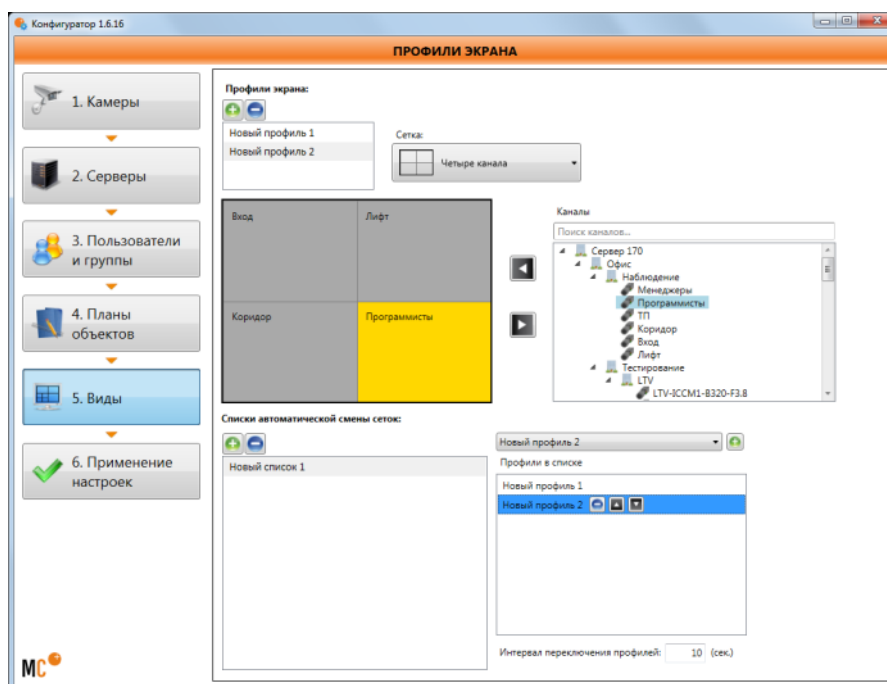 Конфигуратор 1.6.16
ПРОФИЛИ ЭКРАНА
1. Камеры
2. Серверы
3. Пользователи
и группы
4. Планы
объектов
5. Виды
6. Применение
настроек
MC
Профили экрана:
Новый профиль 1
Новый профиль 2
Сетка:
Четыре канала
Вход
Лифт
Коридор
Программисты
Каналы
Поиск каналов...
Сервер 170
Офис
Наблюдение
Менеджеры
Программисты
ТП
Коридор
Вход
Лифт
Тестирование
LTV
LTV-ICCM1-B320-F3.8
Списки автоматической смены сеток:
Новый список 1
Новый профиль 2
Профили в списке
Новый профиль 1
Новый профиль 2
Интервал переключения профилей: 10 (сек.)